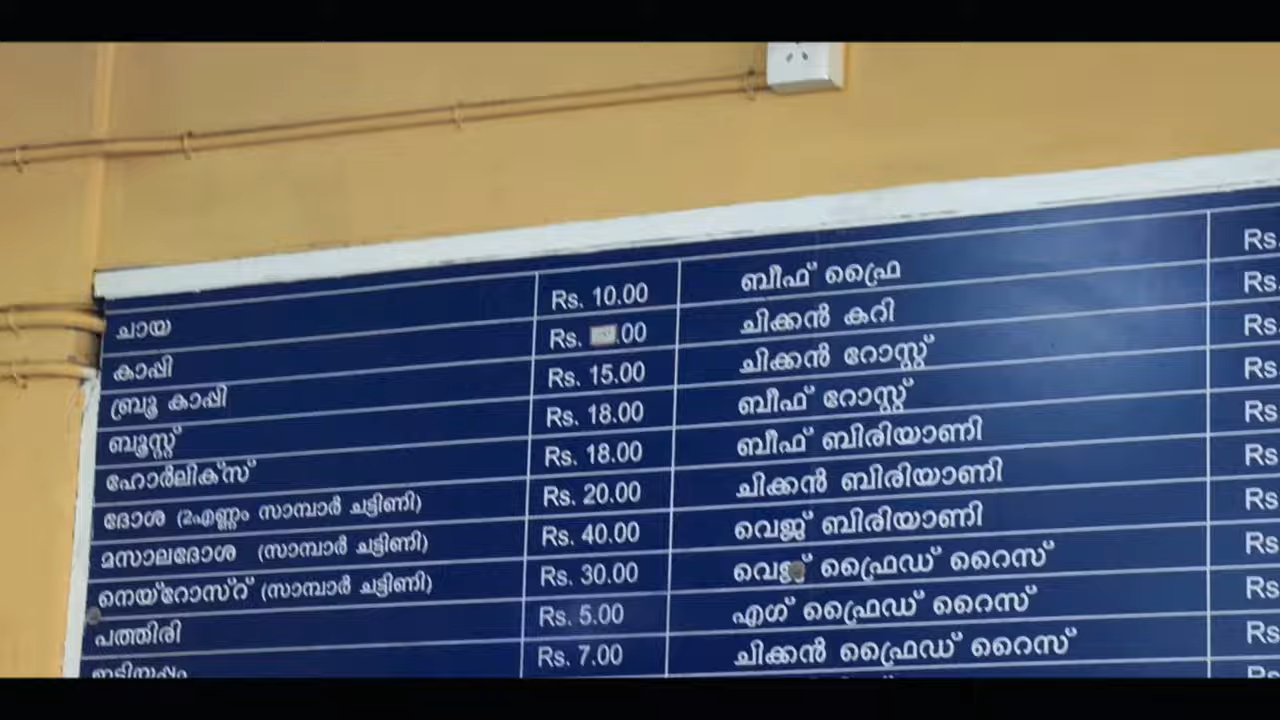 ചായ Rs. 10.00 ബീഫ് ഫ്രൈ Rs.
കാപ്പി Rs. .00 ചിക്കൻ കറി Rs.
ബ്രൂ കാപ്പി Rs. 15.00 ചിക്കൻ റോസ്റ്റ് Rs.
ബൂസ്റ്റ് Rs. 18.00 ബീഫ് റോസ്റ്റ് Rs.
ഹോർലിക്സ് Rs. 18.00 ബീഫ് ബിരിയാണി Rs.
ദോശ (2എണ്ണം സാമ്പാർ ചട്ടിണി) Rs. 20.00 ചിക്കൻ ബിരിയാണി Rs.
മസാലദോശ (സാമ്പാർ ചട്ടിണി) Rs. 40.00 വെജ് ബിരിയാണി Rs.
നെയ്റോസ്റ് (സാമ്പാർ ചട്ടിണി) Rs. 30.00 വെജ് ഫ്രൈഡ് റൈസ് Rs.
പത്തിരി Rs. 5.00 എഗ് ഫ്രൈഡ് റൈസ് Rs.
ഇടിയപ്പം Rs. 7.00 ചിക്കൻ ഫ്രൈഡ് റൈസ് Rs.